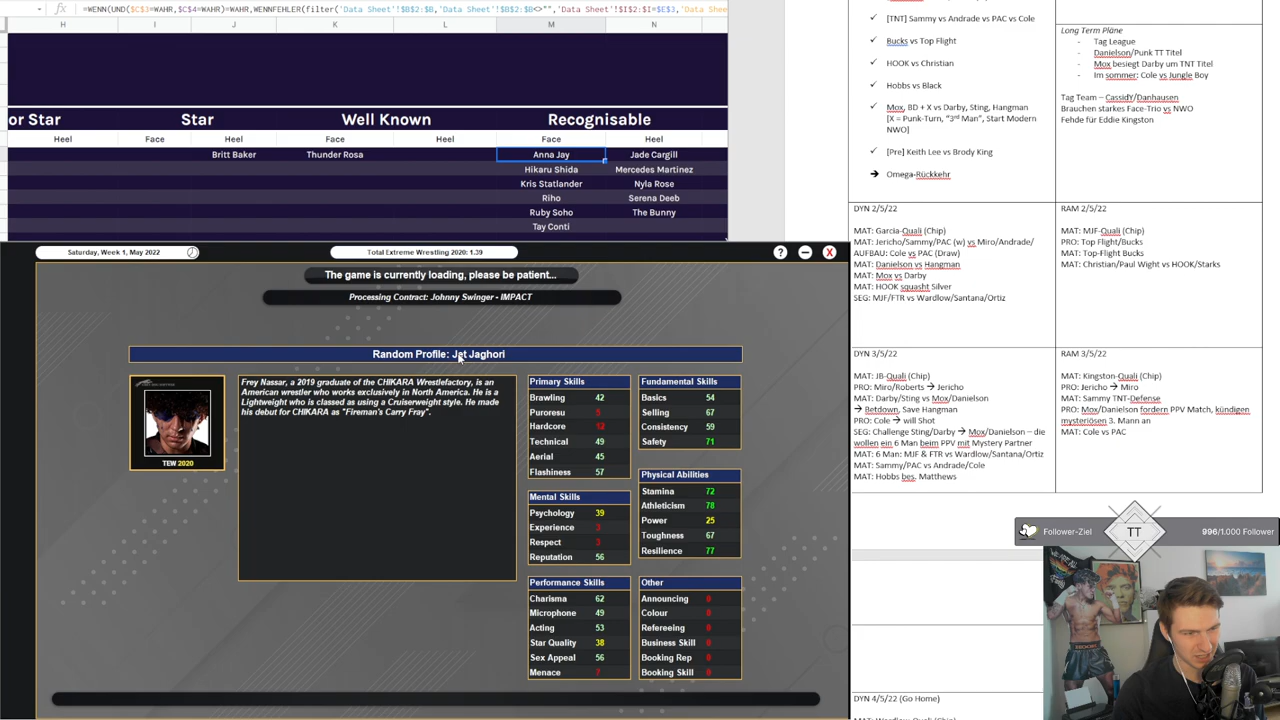 =WENN(UND($C$3=WAHR,$C$4=WAHR)=WAHR,WENNFEHLER(filter('Data Sheet'!$B$2:$B,'Data Sheet'!$B$2:$B<>"",'Data Sheet'!$I$2:$I=$E$3,'Data Shee
H I J K L M N
or Star Star Well Known Recognisable
Heel Face Heel Face Heel Face Heel
Britt Baker Thunder Rosa Anna Jay Jade Cargill
Hikaru Shida Mercedes Martinez
Kris Statlander Nyla Rose
Riho Serena Deeb
Ruby Soho The Bunny
Tay Conti
Saturday, Week 1, May 2022 Total Extreme Wrestling 2020: 1.39 ? X
The game is currently loading, please be patient...
Processing Contract: Johnny Swinger - IMPACT
Random Profile: Jat Jaghori
TEW 2020
Frey Nassar, a 2019 graduate of the CHIKARA Wrestlefactory, is an
American wrestler who works exclusively in North America. He is a
Lightweight who is classed as using a Cruiserweight style. He made
his debut for CHIKARA as "Fireman's Carry Fray".
Primary Skills
Brawling 42
Puroresu 5
Hardcore 12
Technical 49
Aerial 45
Flashiness 57
Mental Skills
Psychology 39
Experience 3
Respect 3
Reputation 56
Performance Skills
Charisma 62
Microphone 49
Acting 53
Star Quality 38
Sex Appeal 56
Menace 7
Fundamental Skills
Basics 54
Selling 67
Consistency 59
Safety 71
Physical Abilities
Stamina 72
Athleticism 78
Power 25
Toughness 67
Resilience 77
Other
Announcing 0
Colour 0
Refereeing 0
Business Skill 0
Booking Rep 0
Booking Skill 0
✓ [TNT] Sammy vs Andrade vs PAC vs Cole
✓ Bucks vs Top Flight
✓ HOOK vs Christian
✓ Hobbs vs Black
✓ Mox, BD + X vs Darby, Sting, Hangman
[X = Punk-Turn, "3rd Man", Start Modern
NWO]
✓ [Pre] Keith Lee vs Brody King
➔ Omega-Rückkehr
Long Term Pläne
- Tag League
- Danielson/Punk TT Titel
- Mox besiegt Darby um TNT Titel
- Im sommer: Cole vs Jungle Boy
Tag Team – CassidY/Danhausen
Brauchen starkes Face-Trio vs NWO
Fehde für Eddie Kingston
DYN 2/5/22
MAT: Garcia-Quali (Chip)
MAT: Jericho/Sammy/PAC (w) vs Miro/Andrade/
AUFBAU: Cole vs PAC (Draw)
MAT: Danielson vs Hangman
MAT: Mox vs Darby
MAT: HOOK squasht Silver
SEG: MJF/FTR vs Wardlow/Santana/Ortiz
RAM 2/5/22
MAT: MJF-Quali (Chip)
PRO: Top Flight/Bucks
MAT: Top-Flight Bucks
MAT: Christian/Paul Wight vs HOOK/Starks
DYN 3/5/22
MAT: JB-Quali (Chip)
PRO: Miro/Roberts ➔ Jericho
MAT: Darby/Sting vs Mox/Danielson
➔ Betdown, Save Hangman
PRO: Cole ➔ will Shot
SEG: Challenge Sting/Darby ➔ Mox/Danielson – die
wollen ein 6 Man beim PPV mit Mystery Partner
MAT: 6 Man: MJF & FTR vs Wardlow/Santana/Ortiz
MAT: Sammy/PAC vs Andrade/Cole
MAT: Hobbs bes. Matthews
RAM 3/5/22
MAT: Kingston-Quali (Chip)
PRO: Jericho ➔ Miro
MAT: Sammy TNT-Defense
PRO: Mox/Danielson fordern PPV Match, kündigen
mysteriösen 3. Mann an
MAT: Cole vs PAC
Follower-Ziel TT 996/1.000 Follower
DYN 4/5/22 (Go Home)